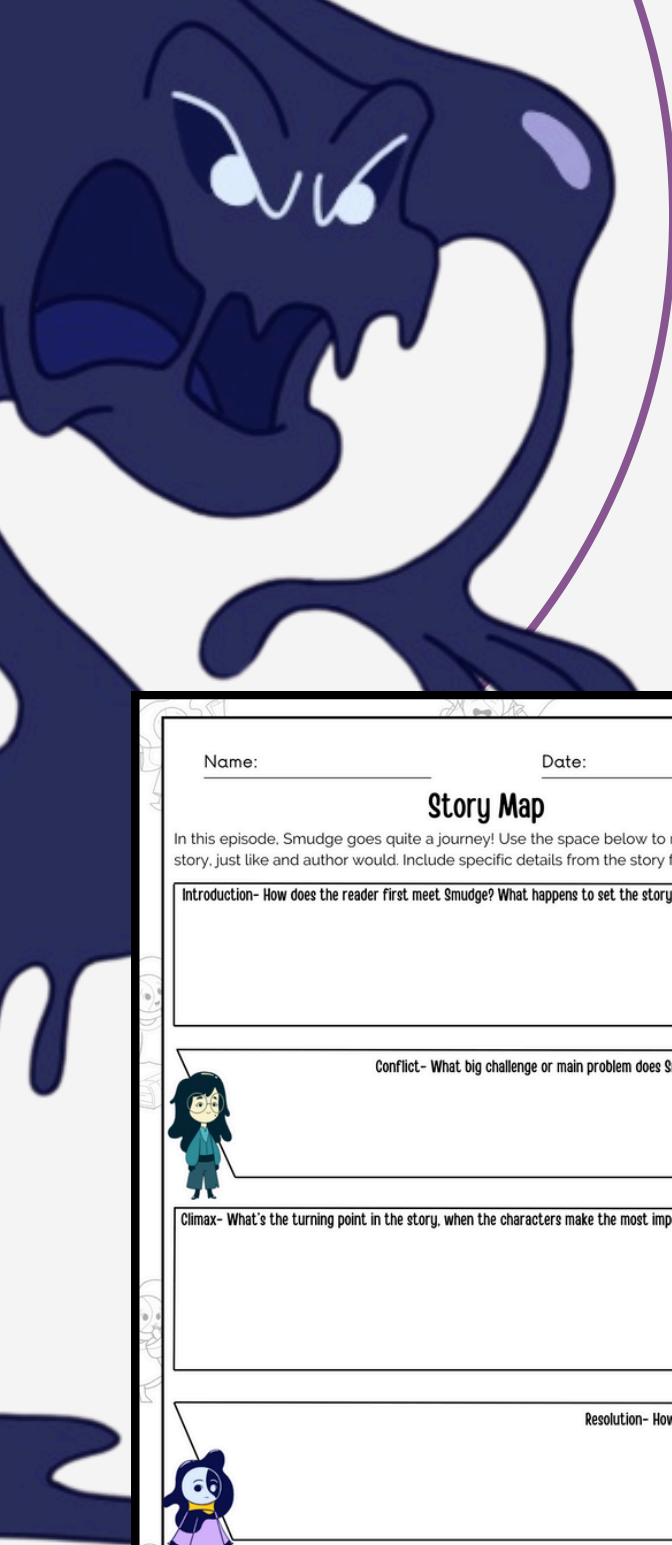 Name:
Date:
Story Map
In this episode, Smudge goes quite a journey! Use the space below to
story, just like and author would. Include specific details from the story
Introduction- How does the reader first meet Smudge? What happens to set the story
Conflict- What big challenge or main problem does
Climax- What's the turning point in the story, when the characters make the most
Resolution-